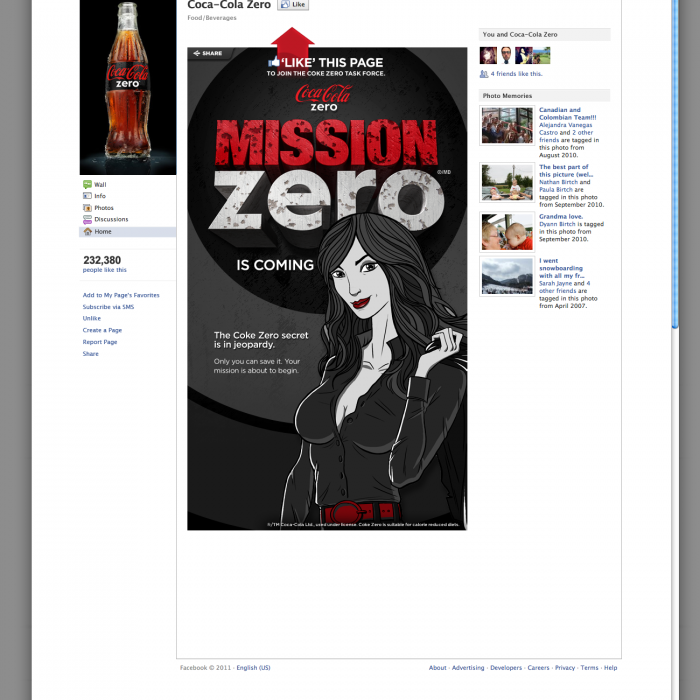 Coca-Cola Zero
Like
Food/Beverages
Coca-Cola
zero
Wall
Info
Photos
Discussions
Home
232,380
people like this
Add to My Page's Favorites
Subscribe via SMS
Unlike
Create a Page
Report Page
Share
SHARE
'LIKE' THIS PAGE
TO JOIN THE COKE ZERO TASK FORCE.
Coca-Cola
zero
MISSION
zero
©/MD
IS COMING
The Coke Zero secret
is in jeopardy.
Only you can save it. Your
mission is about to begin.
©/TM Coca-Cola Ltd., used under license. Coke Zero is suitable for calorie reduced diets.
You and Coca-Cola Zero
4 friends like this.
Photo Memories
Canadian and
Colombian Team!!!
Alejandra Vanegas
Castro and 2 other
friends are tagged in
this photo from
August 2010.
The best part of
this picture (wel...
Nathan Birtch and
Paula Birtch are
tagged in this photo
from September 2010.
Grandma love.
Dyann Birtch is tagged
in this photo from
September 2010.
I went
snowboarding
with all my fr...
Sarah Jayne and 4
other friends are
tagged in this photo
from April 2007.
Facebook © 2011 · English (US)
About · Advertising · Developers · Careers · Privacy · Terms · Help